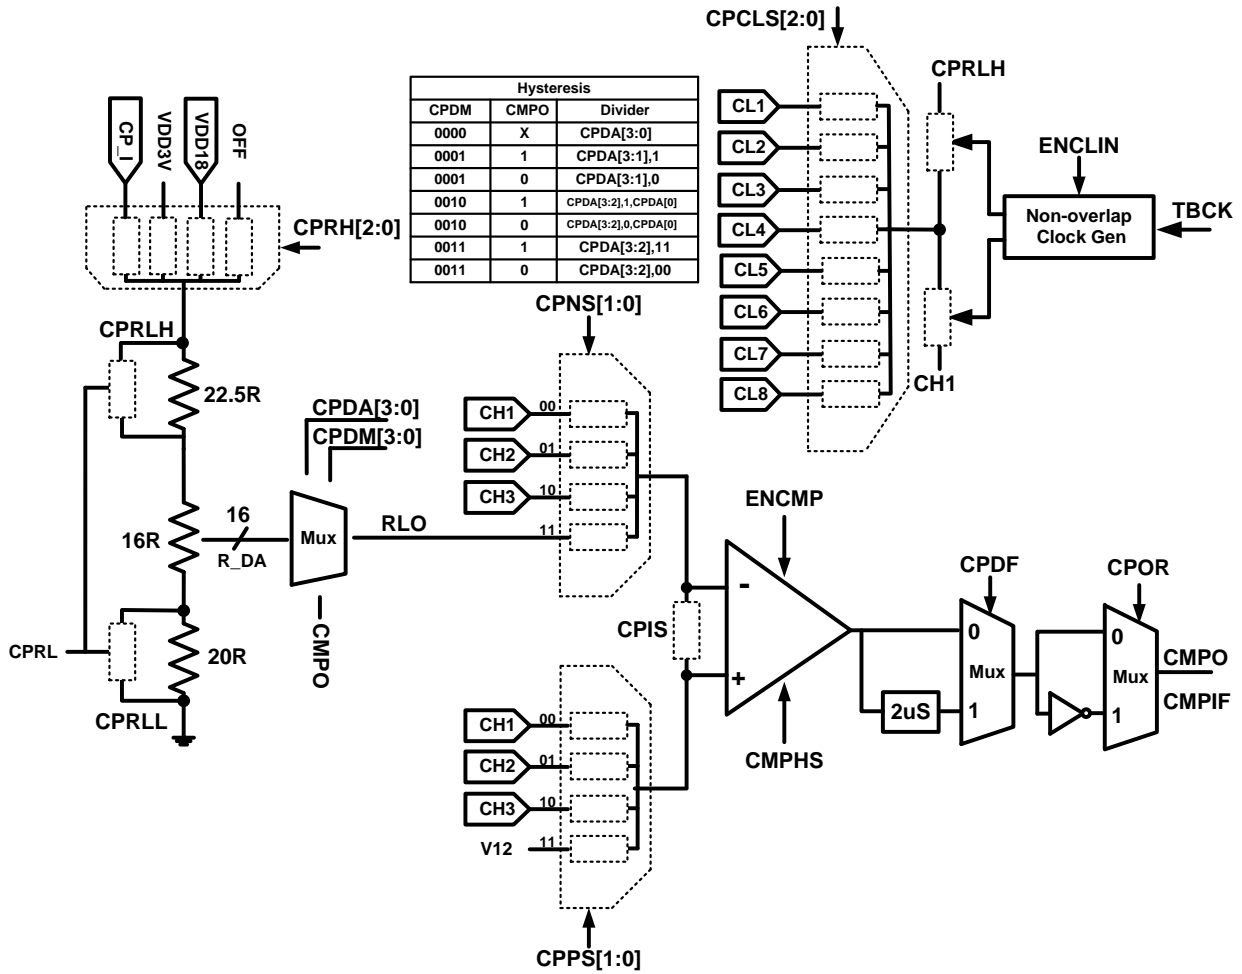 CPCLS[2:0]
CP_I
VDD3V
VDD18
OFF
CPRH[2:0]
Hysteresis
CPDM CMPO Divider
0000 X CPDA[3:0]
0001 1 CPDA[3:1],1
0001 0 CPDA[3:1],0
0010 1 CPDA[3:2],1,CPDA[0]
0010 0 CPDA[3:2],0,CPDA[0]
0011 1 CPDA[3:2],11
0011 0 CPDA[3:2],00
CL1
CL2
CL3
CL4
CL5
CL6
CL7
CL8
CPRLH
CH1
ENCLIN
Non-overlap
Clock Gen
TBCK
CPRLH
22.5R
16R
20R
CPRL
CPRLL
16
R_DA
CPDA[3:0]
CPDM[3:0]
Mux
CMPO
RLO
CPNS[1:0]
CH1 00
CH2 01
CH3 10
11
CPIS
CH1 00
CH2 01
CH3 10
V12 11
CPPS[1:0]
ENCMP
-
+
CMPHS
2uS
CPDF
0
Mux
1
CPOR
0
Mux
1
CMPO
CMPIF